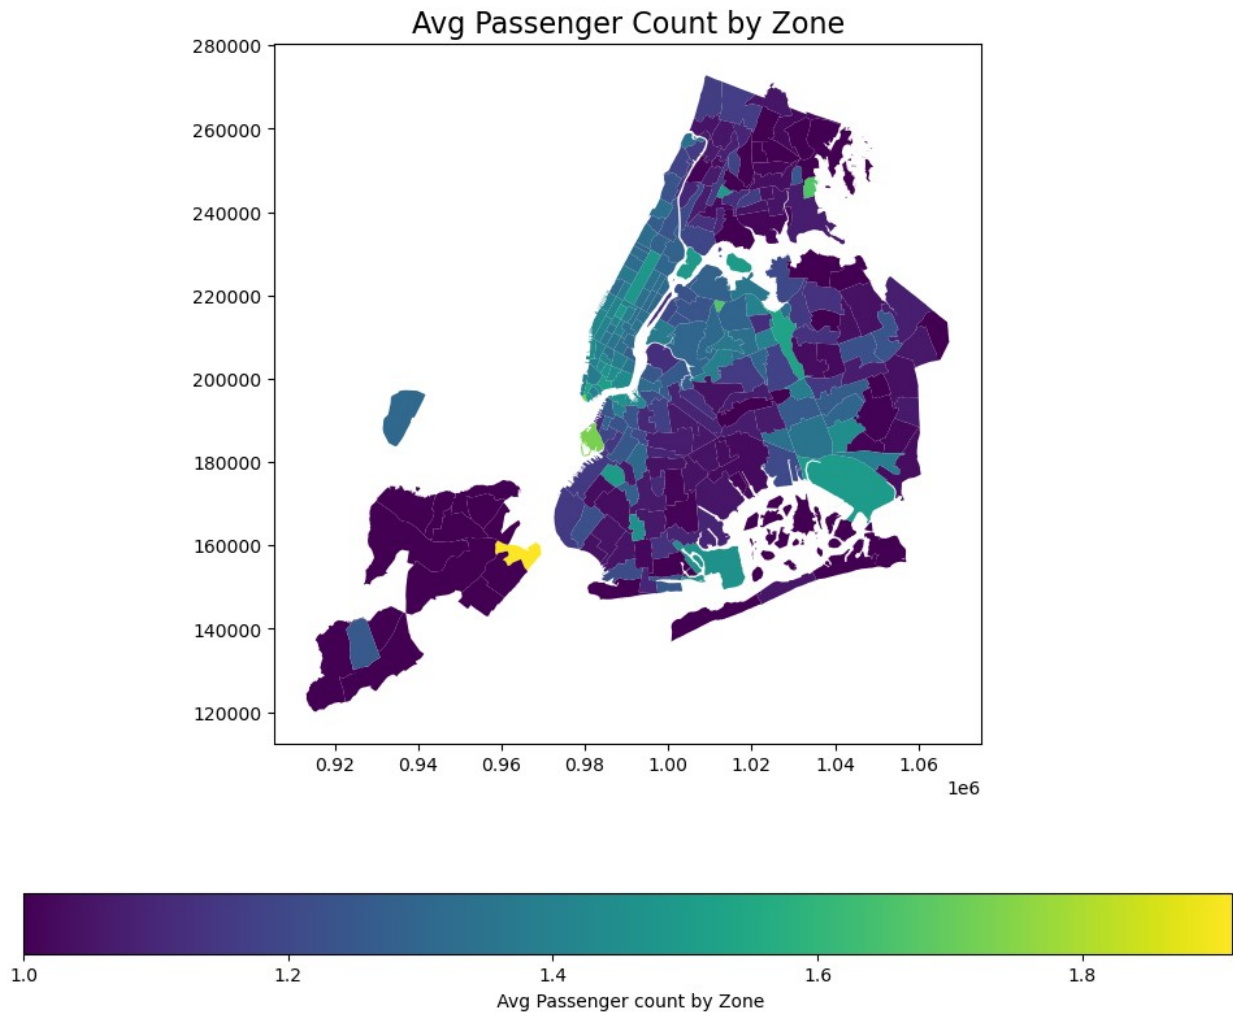 Avg Passenger Count by Zone
280000
260000
240000
220000
200000
180000
160000
140000
120000
0.92 0.94 0.96 0.98 1.00 1.02 1.04 1.06
1e6
1.0 1.2 1.4 1.6 1.8
Avg Passenger count by Zone